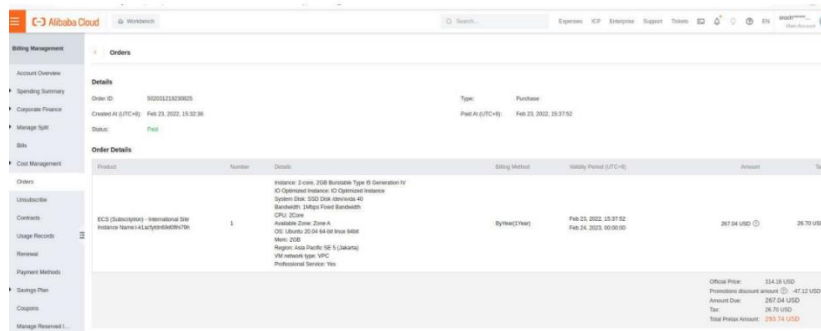 Alibaba Cloud
Workbench
Search...
Expenses ICP Enterprise Support Tickets EN
Main Account
Billing Management
Orders
Account Overview
Spending Summary
Corporate Finance
Manage Split
Bills
Cost Management
Orders
Unsubscribe
Contracts
Usage Records
Renewal
Payment Methods
Savings Plan
Coupons
Manage Reserved I...
Details
Order ID: Type: Purchase
Created At (UTC+8): Feb 23, 2022, 15:32:36 Paid At (UTC+8): Feb 23, 2022, 15:37:52
Status: Paid
Order Details
Product Number Details Billing Method Validity Period (UTC+8) Amount
ECS (Subscription) - International Site
Instance Name:
1
Instance: 2-core, 2GB Burstable Type t5 Generation IV
IO Optimized Instance: IO Optimized Instance
System Disk: SSD Disk /dev/xvda 40
Bandwidth: 1Mbps Fixed Bandwidth
CPU: 2Core
Available Zone: Zone A
OS: Ubuntu 20.04 64-bit linux 64bit
Mem: 2GB
Region: Asia Pacific SE 5 (Jakarta)
VM network type: VPC
Professional Service: Yes
ByYear(1Year)
Feb 23, 2022, 15:37:52
Feb 24, 2023, 00:00:00
267.04 USD
26.70 USD
Official Price: 314.16 USD
Promotions discount amount -47.12 USD
Amount Due: 267.04 USD
Tax: 26.70 USD
Total Pretax Amount: 293.74 USD